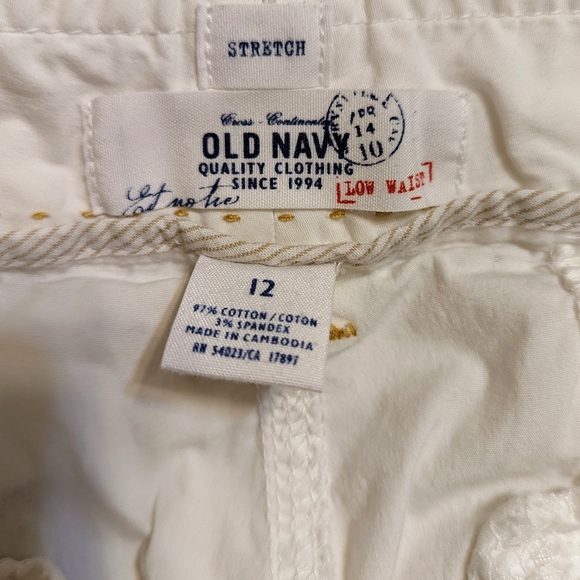 STRETCH
Cross - Continental
OLD NAVY
QUALITY CLOTHING
SINCE 1994
APR
14
10
LOW WAIST
12
97% COTTON / COTON
3% SPANDEX
MADE IN CAMBODIA
RN 54023/CA 17897